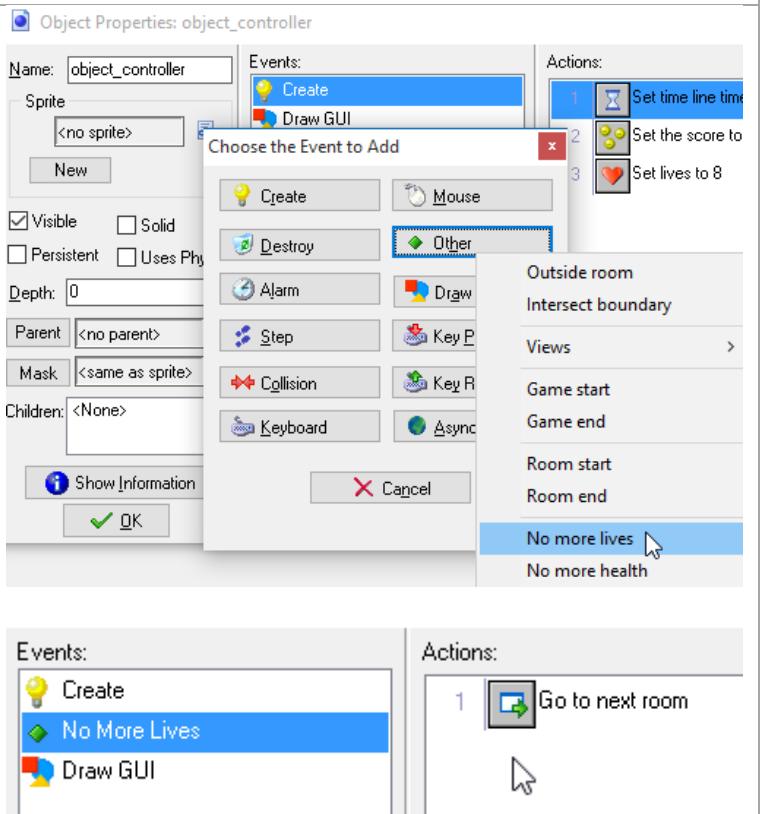 Object Properties: object_controller
Name: object_controller
Sprite
<no sprite>
New
Visible
Solid
Persistent
Uses Phy
Depth: 0
Parent <no parent>
Mask <same as sprite>
Children: <None>
Show Information
OK
Events:
Create
Draw GUI
Actions:
1 Set time line time
2 Set the score to
3 Set lives to 8
Choose the Event to Add
x
Create
Mouse
Destroy
Other
Alarm
Draw
Step
Key P
Collision
Key R
Keyboard
Async
Cancel
Outside room
Intersect boundary
Views
Game start
Game end
Room start
Room end
No more lives
No more health
Events:
Create
No More Lives
Draw GUI
Actions:
1 Go to next room